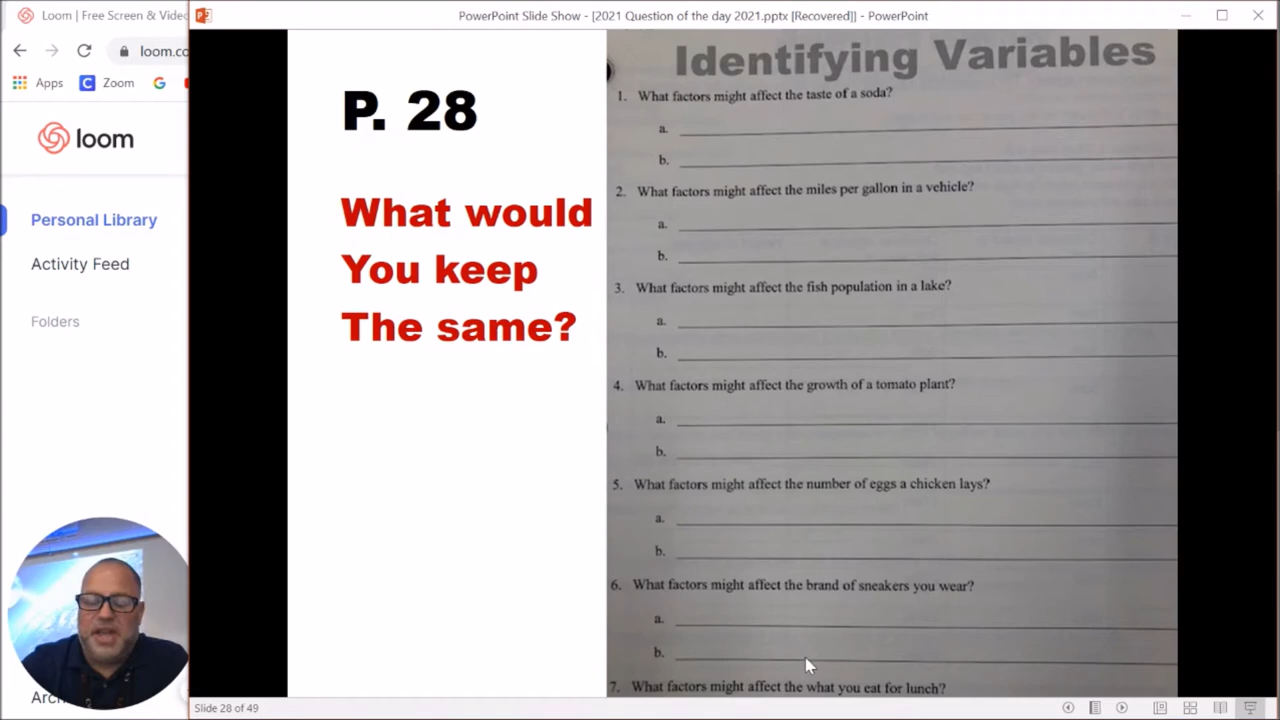 Loom | Free Screen & Video
PowerPoint Slide Show - [2021 Question of the day 2021.pptx [Recovered]] - PowerPoint
loom.co
Apps
Zoom
loom
Personal Library
Activity Feed
Folders
P. 28
What would
You keep
The same?
Identifying Variables
1. What factors might affect the taste of a soda?
a.
b.
2. What factors might affect the miles per gallon in a vehicle?
a.
b.
3. What factors might affect the fish population in a lake?
a.
b.
4. What factors might affect the growth of a tomato plant?
a.
b.
5. What factors might affect the number of eggs a chicken lays?
a.
b.
6. What factors might affect the brand of sneakers you wear?
a.
b.
7. What factors might affect the what you eat for lunch?
Slide 28 of 49